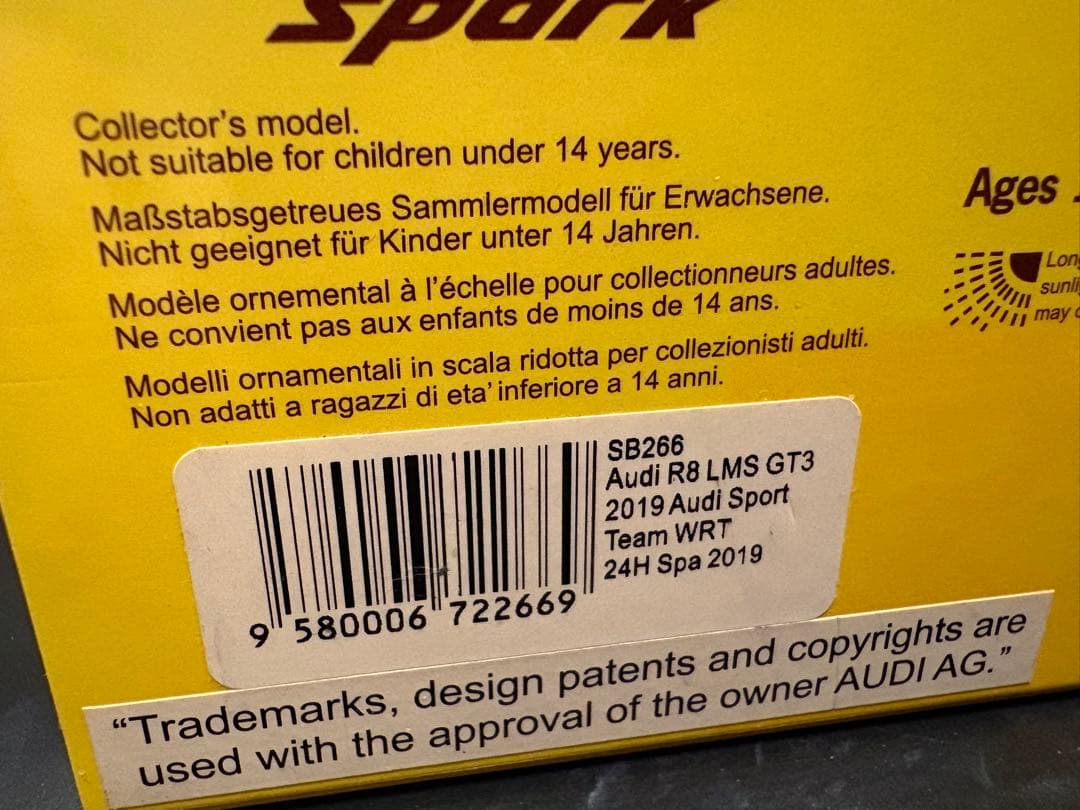 spark
Collector's model.
Not suitable for children under 14 years.
Maßstabsgetreues Sammlermodell für Erwachsene.
Nicht geeignet für Kinder unter 14 Jahren.
Modèle ornemental à l'échelle pour collectionneurs adultes.
Ne convient pas aux enfants de moins de 14 ans.
Modelli ornamentali in scala ridotta per collezionisti adulti.
Non adatti a ragazzi di eta' inferiore a 14 anni.
Ages
sunli
may
SB266
Audi R8 LMS GT3
2019 Audi Sport
Team WRT
24H Spa 2019
9 580006 722669
“Trademarks, design patents and copyrights are
used with the approval of the owner AUDI AG.”